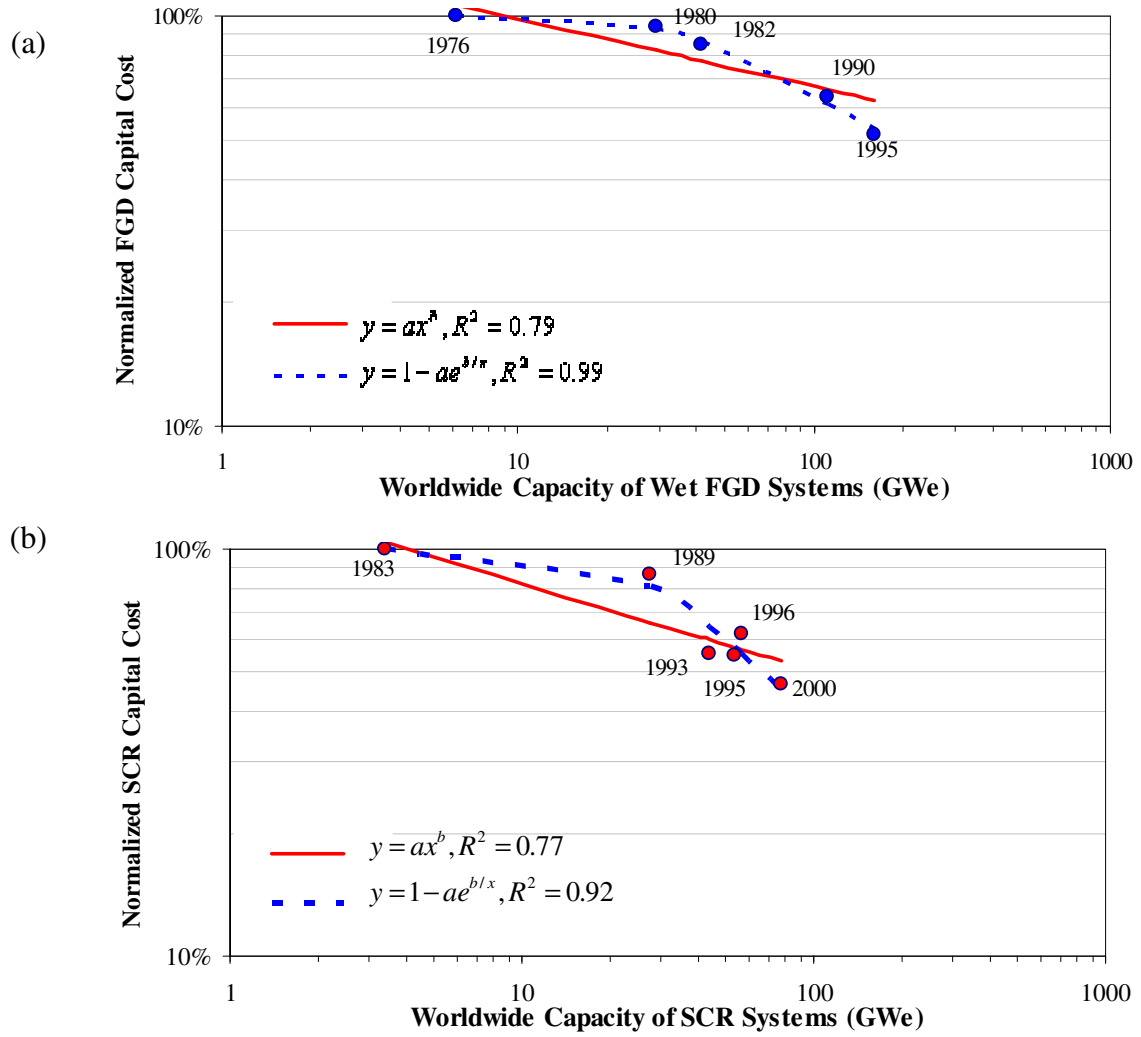 (a)
Normalized FGD Capital Cost
100%
10%
1976
1980
1982
1990
1995
y = ax^b, R^2 = 0.79
y = 1 - ae^{b/x}, R^2 = 0.99
1 10 100 1000
Worldwide Capacity of Wet FGD Systems (GWe)
(b)
Normalized SCR Capital Cost
100%
10%
1983
1989
1996
1993
1995
2000
y = ax^b, R^2 = 0.77
y = 1 - ae^{b/x}, R^2 = 0.92
1 10 100 1000
Worldwide Capacity of SCR Systems (GWe)